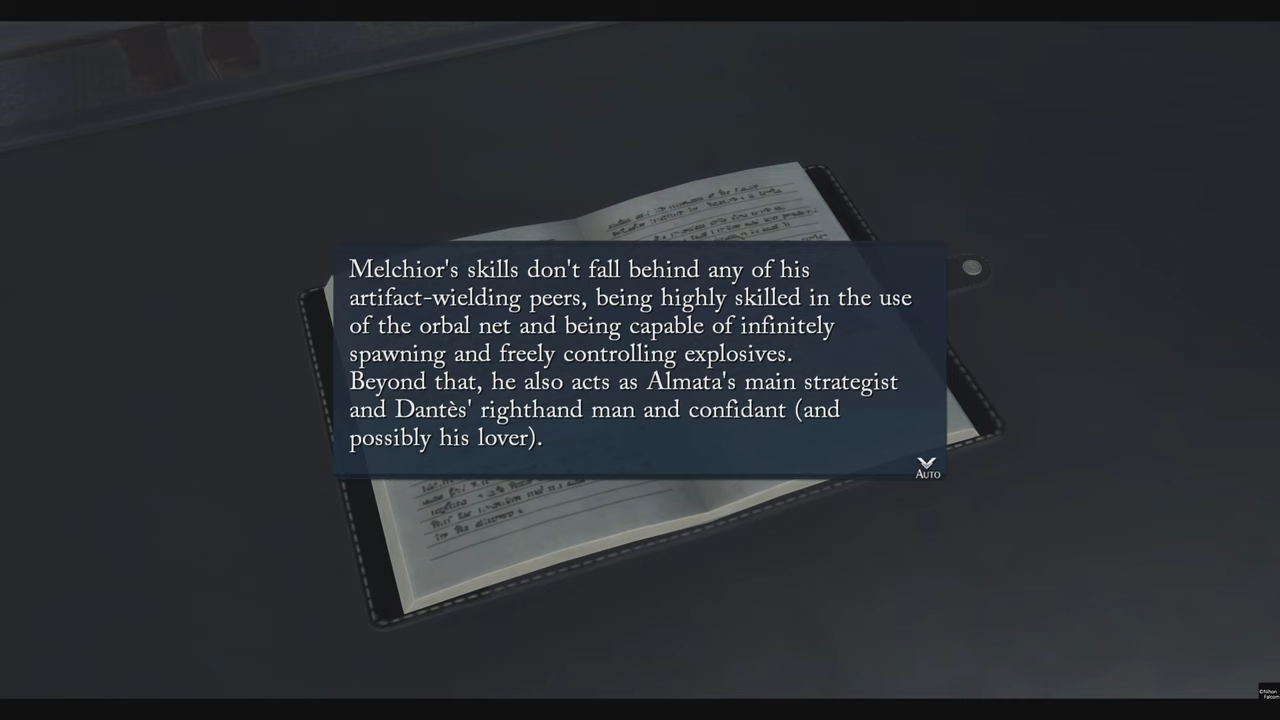 Melchior's skills don't fall behind any of his
artifact-wielding peers, being highly skilled in the use
of the orbal net and being capable of infinitely
spawning and freely controlling explosives.
Beyond that, he also acts as Almata's main strategist
and Dantès' righthand man and confidant (and
possibly his lover).
AUTO
©Nihon
Falcom